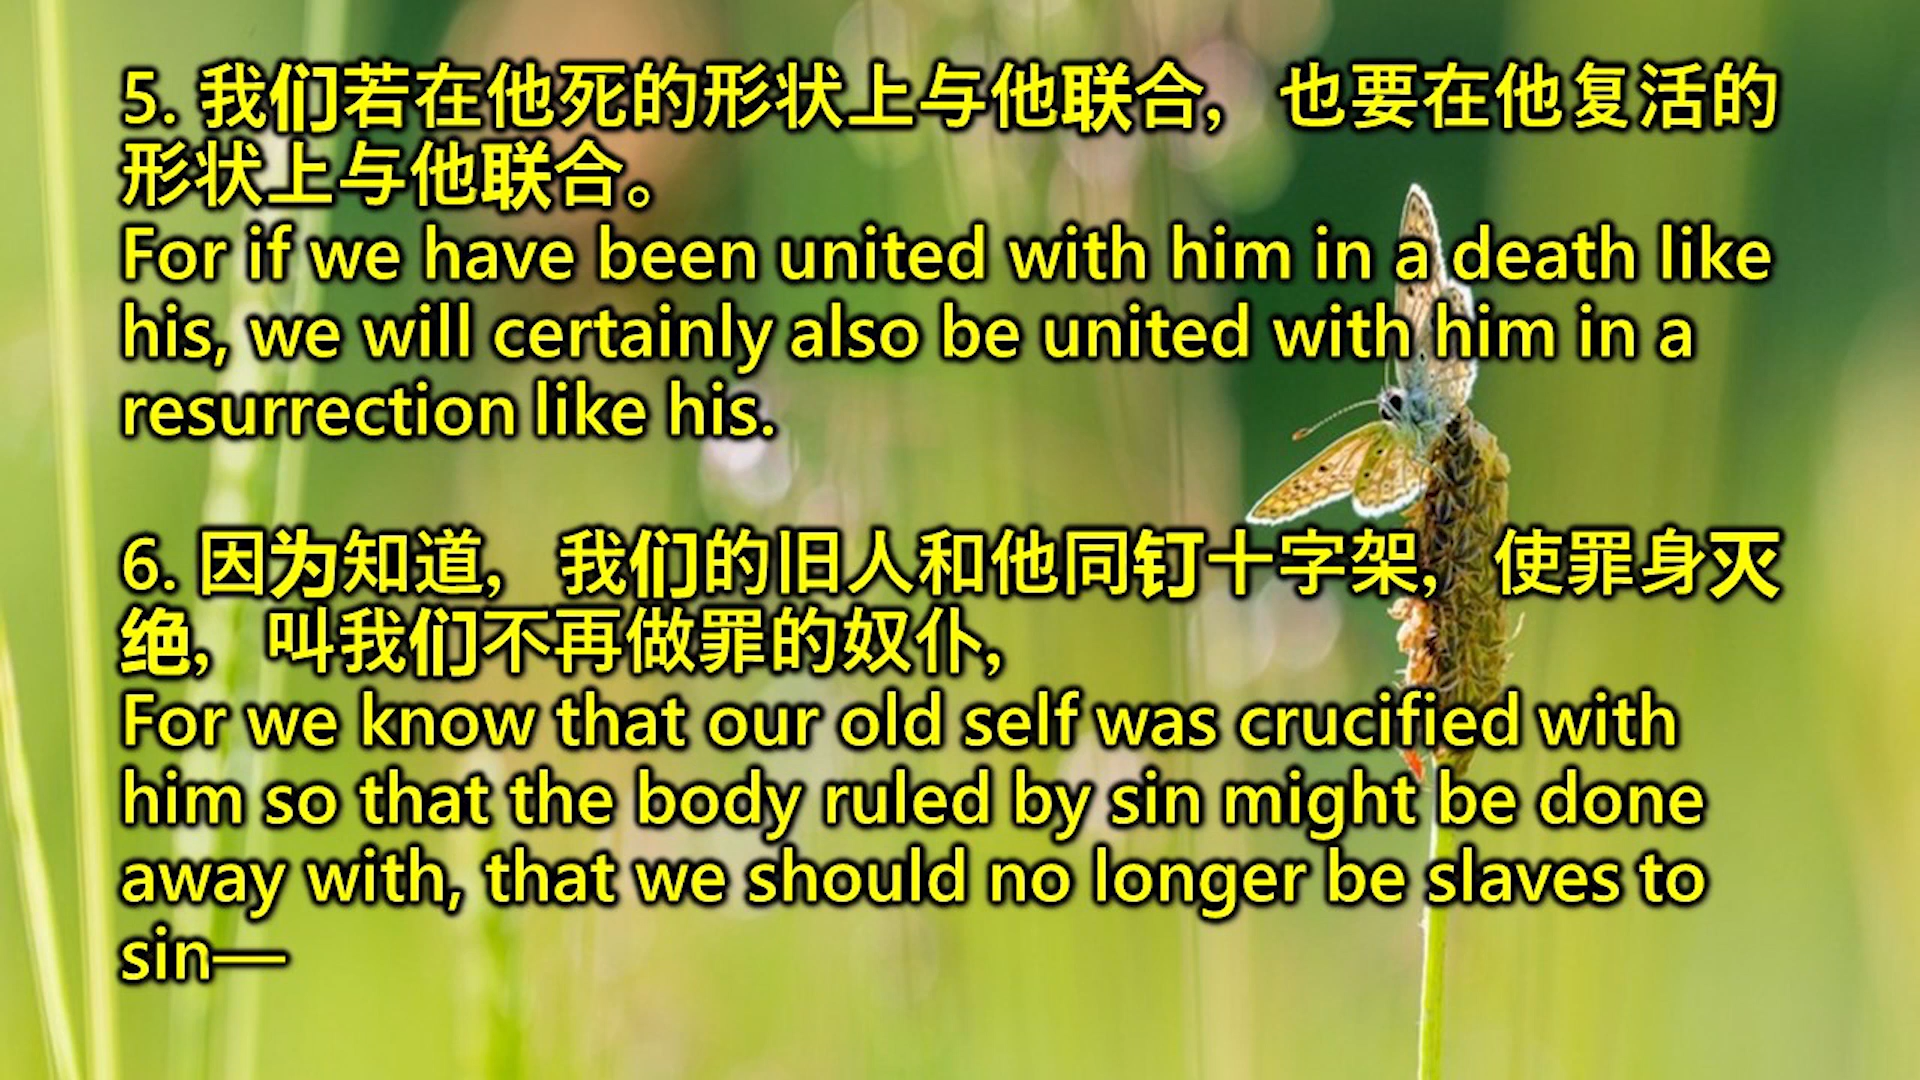 5. 我们若在他死的形状上与他联合，也要在他复活的
形状上与他联合。
For if we have been united with him in a death like
his, we will certainly also be united with him in a
resurrection like his.
6. 因为知道，我们的旧人和他同钉十字架，使罪身灭
绝，叫我们不再做罪的奴仆，
For we know that our old self was crucified with
him so that the body ruled by sin might be done
away with, that we should no longer be slaves to
sin—